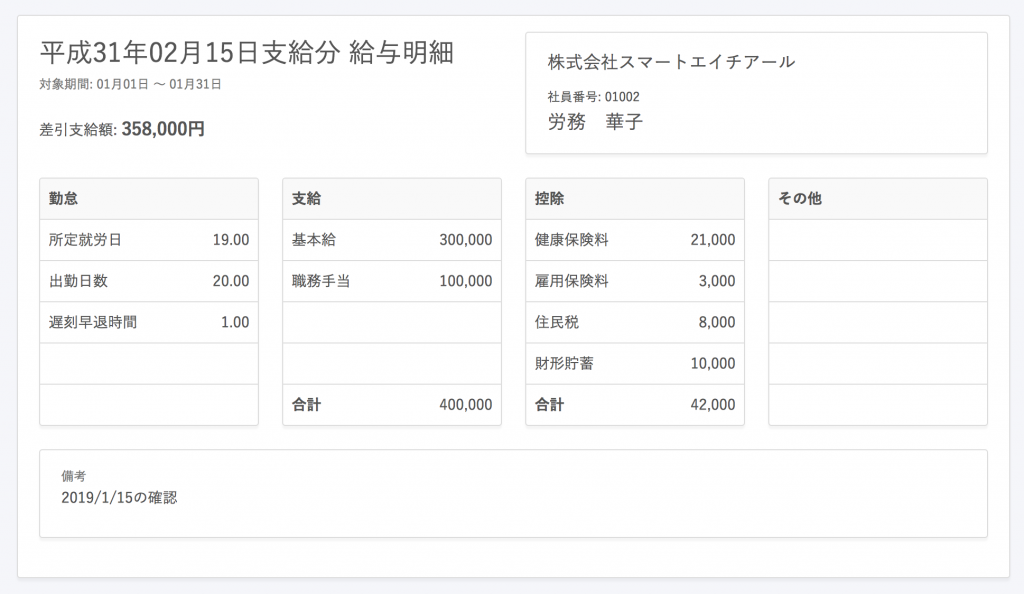 平成31年02月15日支給分 給与明細
対象期間: 01月01日 〜 01月31日
差引支給額: 358,000円
株式会社スマートエイチアール
社員番号: 01002
労務　華子
勤怠
所定就労日 19.00
出勤日数 20.00
遅刻早退時間 1.00
支給
基本給 300,000
職務手当 100,000
合計 400,000
控除
健康保険料 21,000
雇用保険料 3,000
住民税 8,000
財形貯蓄 10,000
合計 42,000
その他
備考
2019/1/15の確認